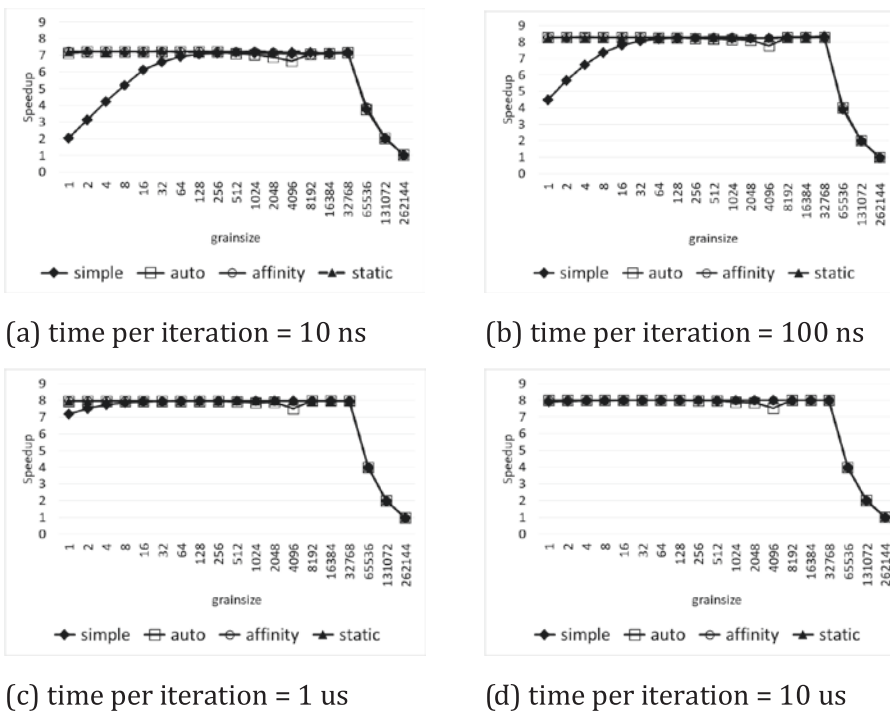 9
8
7
6
5
4
3
2
1
0
Speedup
1 2 4 8 16 32 64 128 256 512 1024 2048 4096 8192 16384 32768 65536 131072 262144
grainsize
simple auto affinity static
(a) time per iteration = 10 ns
9
8
7
6
5
4
3
2
1
0
Speedup
1 2 4 8 16 32 64 128 256 512 1024 2048 4096 8192 16384 32768 65536 131072 262144
grainsize
simple auto affinity static
(b) time per iteration = 100 ns
9
8
7
6
5
4
3
2
1
0
Speedup
1 2 4 8 16 32 64 128 256 512 1024 2048 4096 8192 16384 32768 65536 131072 262144
grainsize
simple auto affinity static
(c) time per iteration = 1 us
9
8
7
6
5
4
3
2
1
0
Speedup
1 2 4 8 16 32 64 128 256 512 1024 2048 4096 8192 16384 32768 65536 131072 262144
grainsize
simple auto affinity static
(d) time per iteration = 10 us